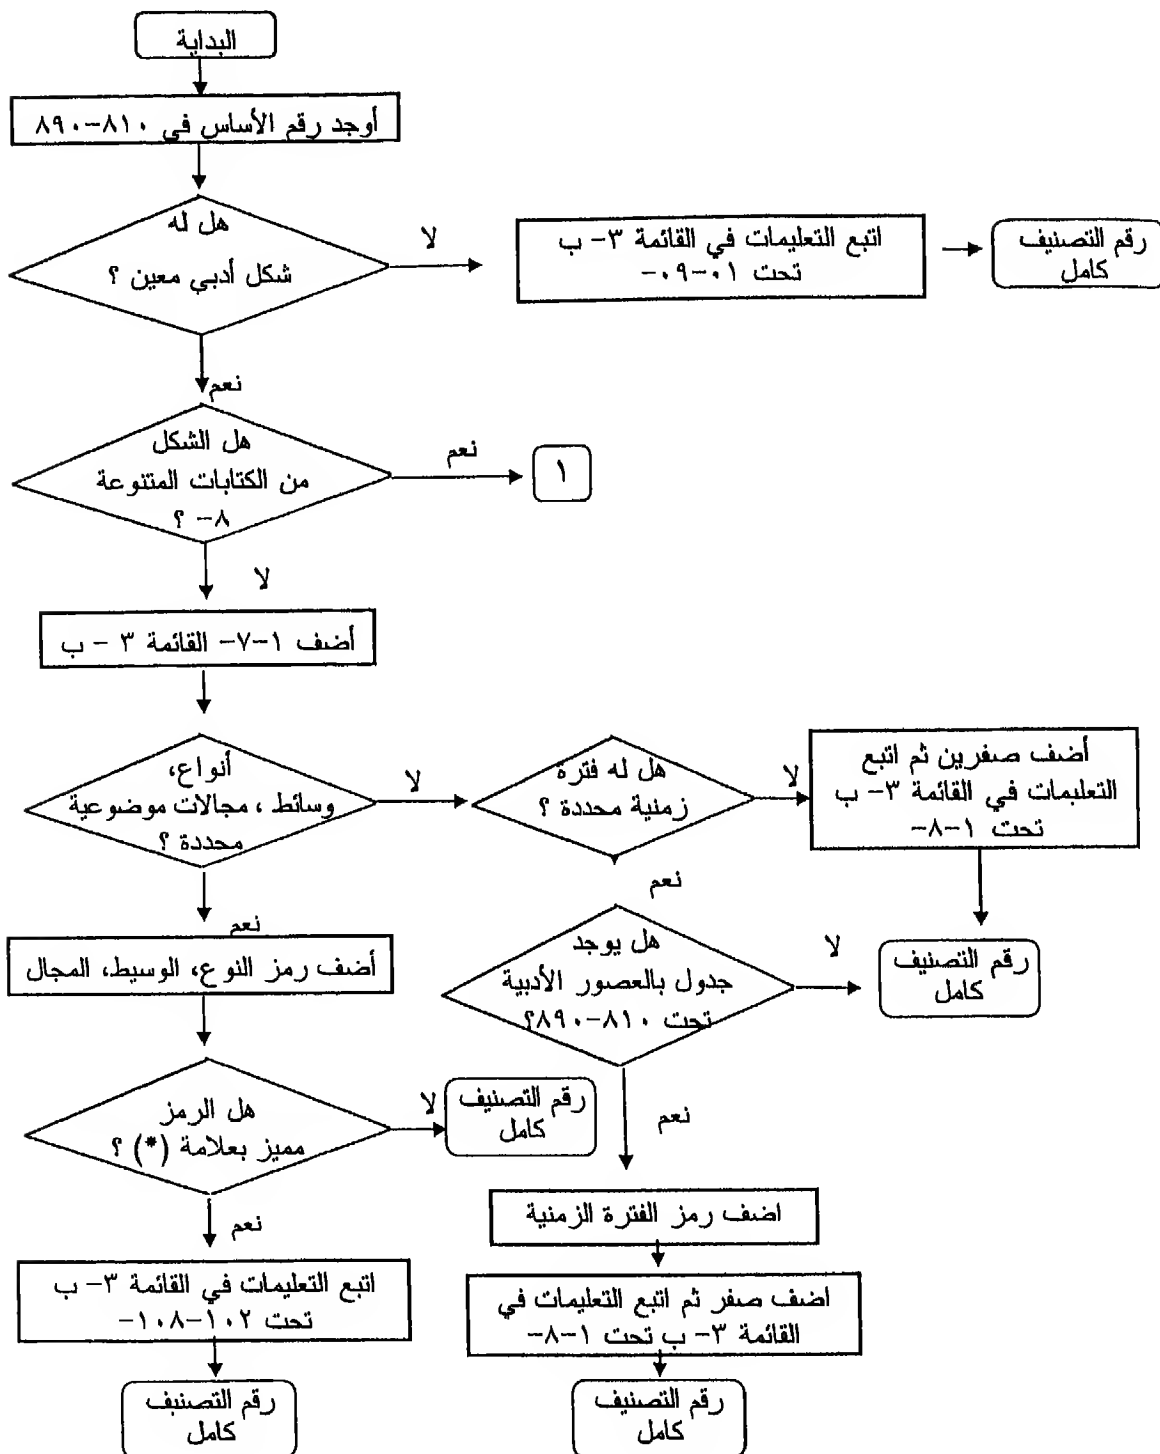 البداية
أوجد رقم الأساس في ٨١٠-٨٩٠
هل له
شكل أدبي معين ؟
لا
اتبع التعليمات في القائمة ٣- ب
تحت ٠١-٠٩-
رقم التصنيف
كامل
نعم
هل الشكل
من الكتابات المتنوعة
-٨ ؟
نعم
١
لا
أضف ١-٧- القائمة ٣ - ب
أنواع،
وسائط ، مجالات موضوعية
محددة ؟
لا
هل له فترة
زمنية محددة ؟
لا
أضف صفرين ثم اتبع
التعليمات في القائمة ٣- ب
تحت ١-٨-
نعم
نعم
أضف رمز النوع، الوسيط، المجال
هل يوجد
جدول بالعصور الأدبية
تحت ٨١٠-٨٩٠؟
لا
رقم التصنيف
كامل
هل الرمز
مميز بعلامة (*) ؟
لا
رقم التصنيف
كامل
نعم
نعم
اضف رمز الفترة الزمنية
اتبع التعليمات في القائمة ٣- ب
تحت ١٠٢-١٠٨-
اضف صفر ثم اتبع التعليمات في
القائمة ٣- ب تحت ١-٨-
رقم التصنيف
كامل
رقم التصنيف
كامل